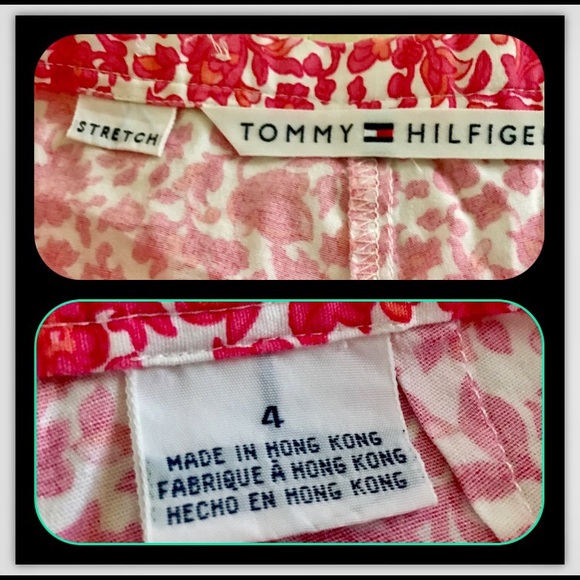 STRETCH
TOMMY HILFIGE
4
MADE IN HONG KONG
FABRIQUE À HONG KONG
HECHO EN HONG KONG